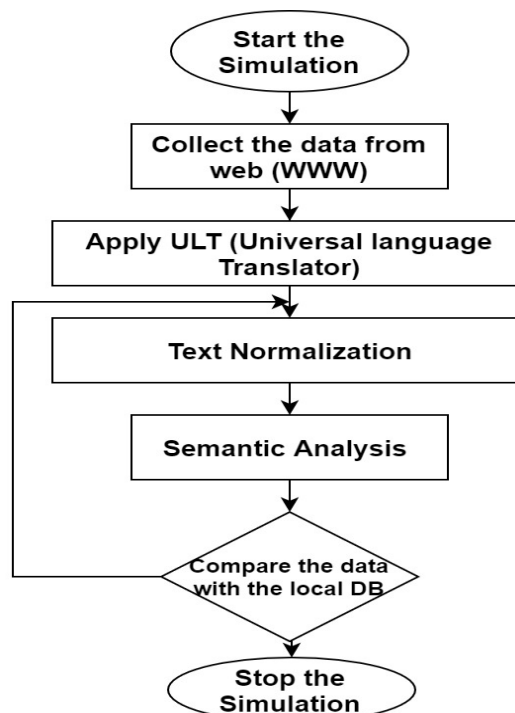 Start the
Simulation
Collect the data from
web (WWW)
Apply ULT (Universal language
Translator)
Text Normalization
Semantic Analysis
Compare the data
with the local DB
Stop the
Simulation